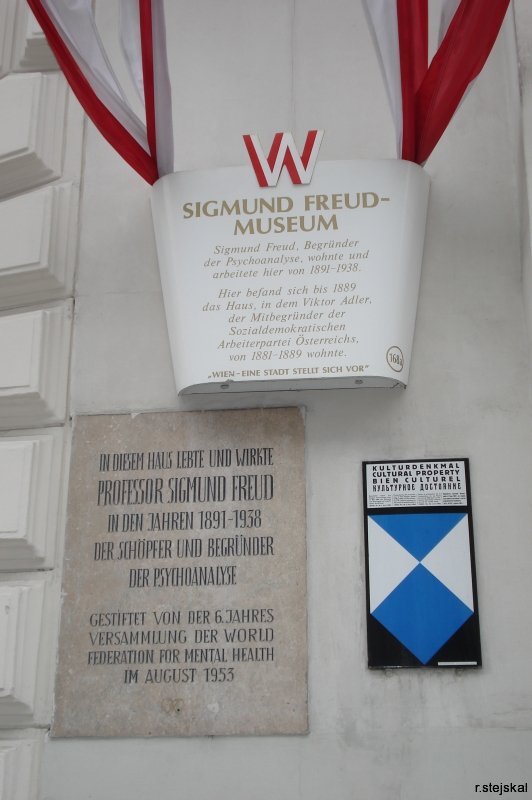 W
SIGMUND FREUD-
MUSEUM
Sigmund Freud, Begründer
der Psychoanalyse, wohnte und
arbeitete hier von 1891-1938.
Hier befand sich bis 1889
das Haus, in dem Viktor Adler,
der Mitbegründer der
Sozialdemokratischen
Arbeiterpartei Österreichs,
von 1881-1889 wohnte.
„WIEN-EINE STADT STELLT SICH VOR"
IN DIESEM HAUS LEBTE UND WIRKTE
PROFESSOR SIGMUND FREUD
IN DEN JAHREN 1891-1938
DER SCHÖPFER UND BEGRÜNDER
DER PSYCHOANALYSE
GESTIFTET VON DER 6.JAHRES
VERSAMMLUNG DER WORLD
FEDERATION FOR MENTAL HEALTH
IM AUGUST 1953
KULTURDENKMAL
CULTURAL PROPERTY
BIEN CULTUREL
КУЛЬТУРНОЕ ДОСТОЯНИЕ
r.stejskal